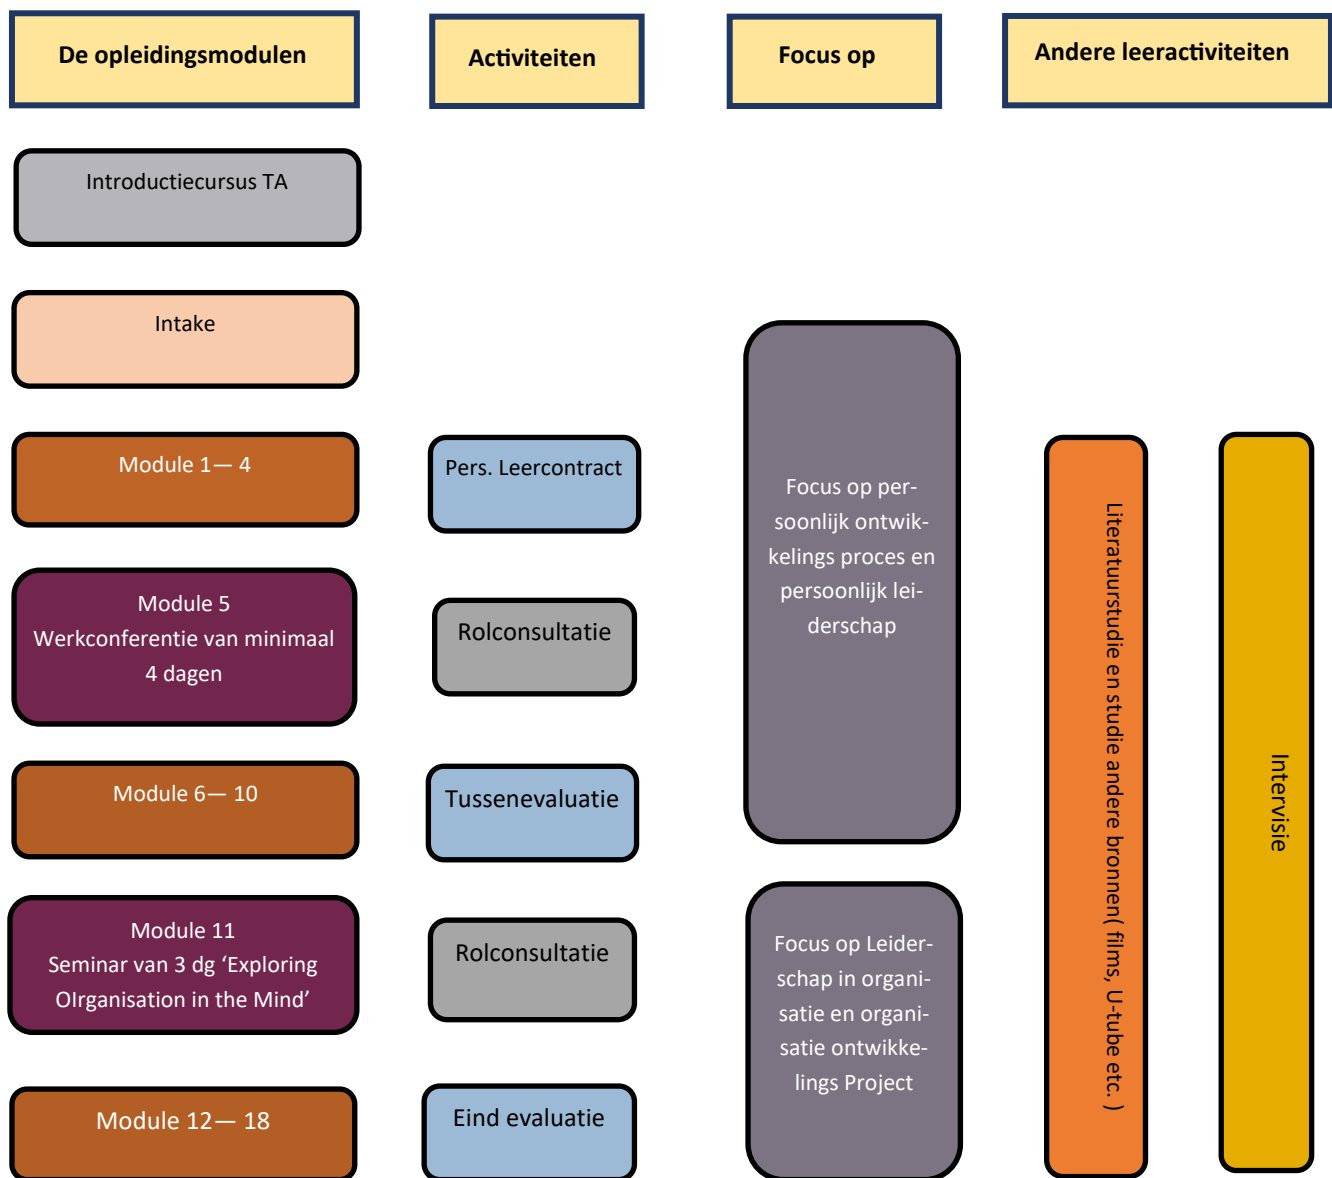 De opleidingsmodulen
Activiteiten
Focus op
Andere leeractiviteiten
Introductiecursus TA
Intake
Module 1— 4
Pers. Leercontract
Module 5
Werkconferentie van minimaal
4 dagen
Rolconsultatie
Module 6— 10
Tussenevaluatie
Module 11
Seminar van 3 dg ‘Exploring
OIrganisation in the Mind’
Rolconsultatie
Module 12— 18
Eind evaluatie
Focus op per-
soonlijk ontwik-
kelings proces en
persoonlijk lei-
derschap
Focus op Leider-
schap in organi-
satie en organi-
satie ontwikke-
lings Project
Literatuurstudie en studie andere bronnen( films, U-tube etc. )
Intervisie